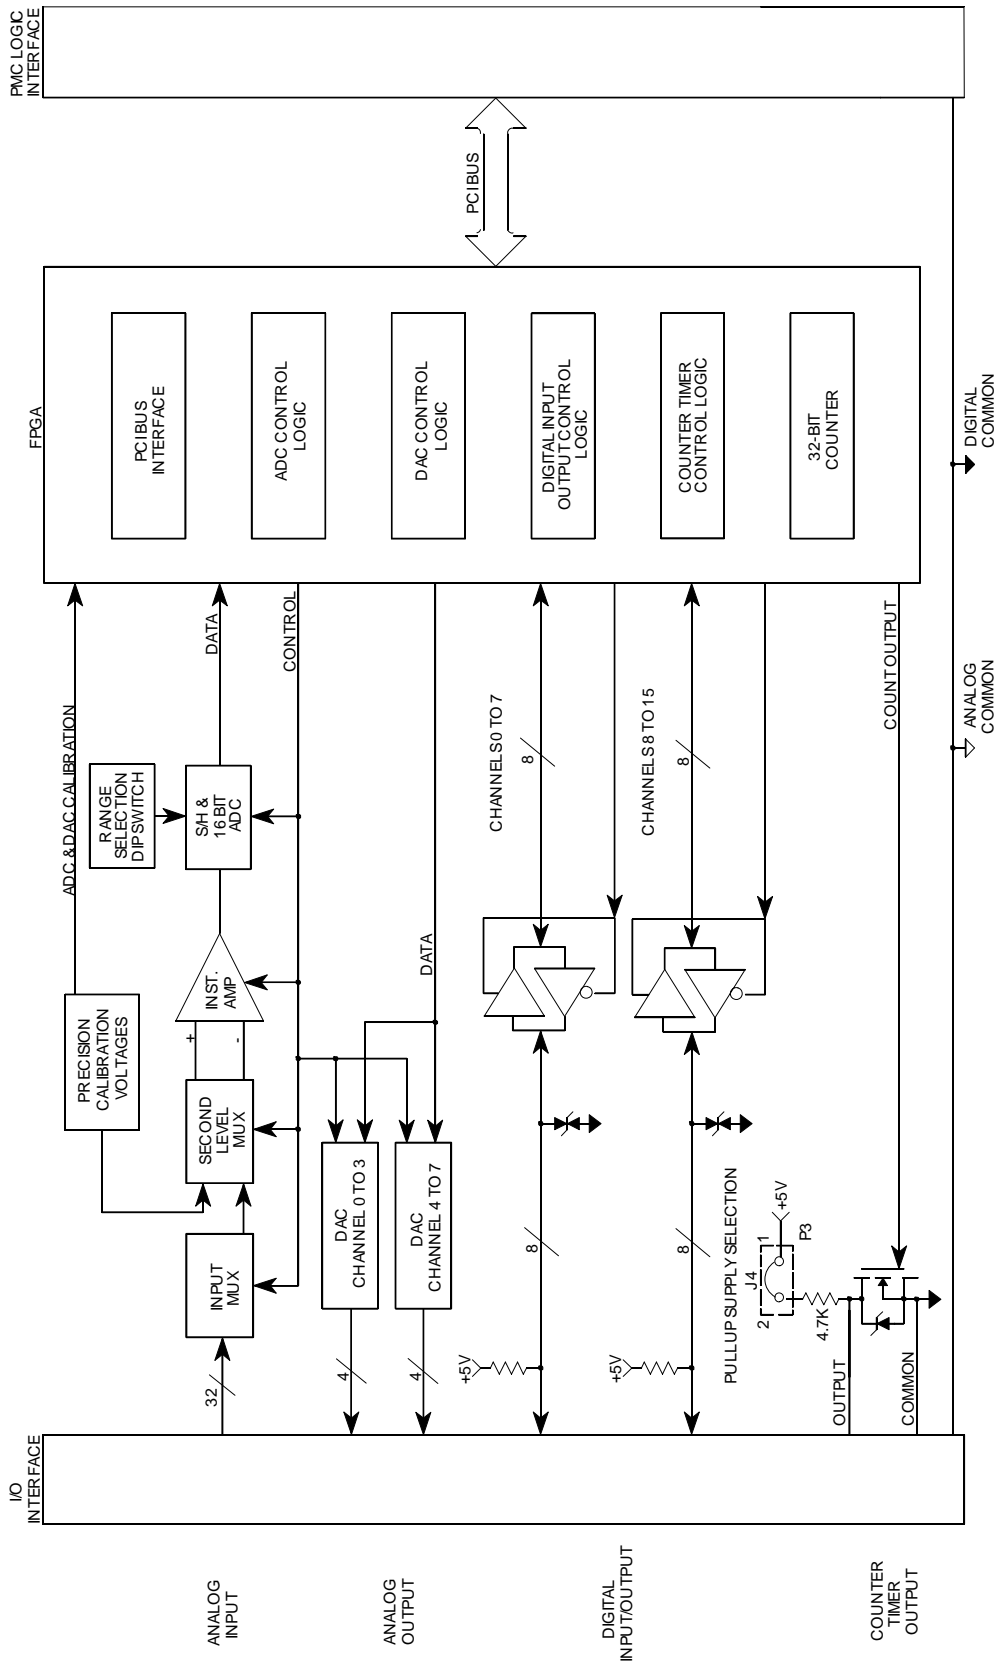 I/O
INTERFACE
ANALOG
INPUT
ANALOG
OUTPUT
DIGITAL
INPUT/OUTPUT
COUNTER
TIMER
OUTPUT
32
INPUT
MUX
SECOND
LEVEL
MUX
PRECISION
CALIBRATION
VOLTAGES
+
-
INST.
AMP
RANGE
SELECTION
DIPSWITCH
S/H &
16 BIT
ADC
ADC & DAC CALIBRATION
DATA
CONTROL
4
DAC
CHANNEL 0 TO 3
4
DAC
CHANNEL 4 TO 7
DATA
+5V
8
8
CHANNELS 0 TO 7
+5V
8
8
CHANNELS 8 TO 15
PULLUP SUPPLY SELECTION
J4
2
1
+5V
P3
4.7K
OUTPUT
COMMON
COUNT OUTPUT
ANALOG
COMMON
DIGITAL
COMMON
FPGA
PCI BUS
INTERFACE
ADC CONTROL
LOGIC
DAC CONTROL
LOGIC
DIGITAL INPUT
OUTPUT CONTROL
LOGIC
COUNTER TIMER
CONTROL LOGIC
32-BIT
COUNTER
PCI BUS
PMC LOGIC
INTERFACE